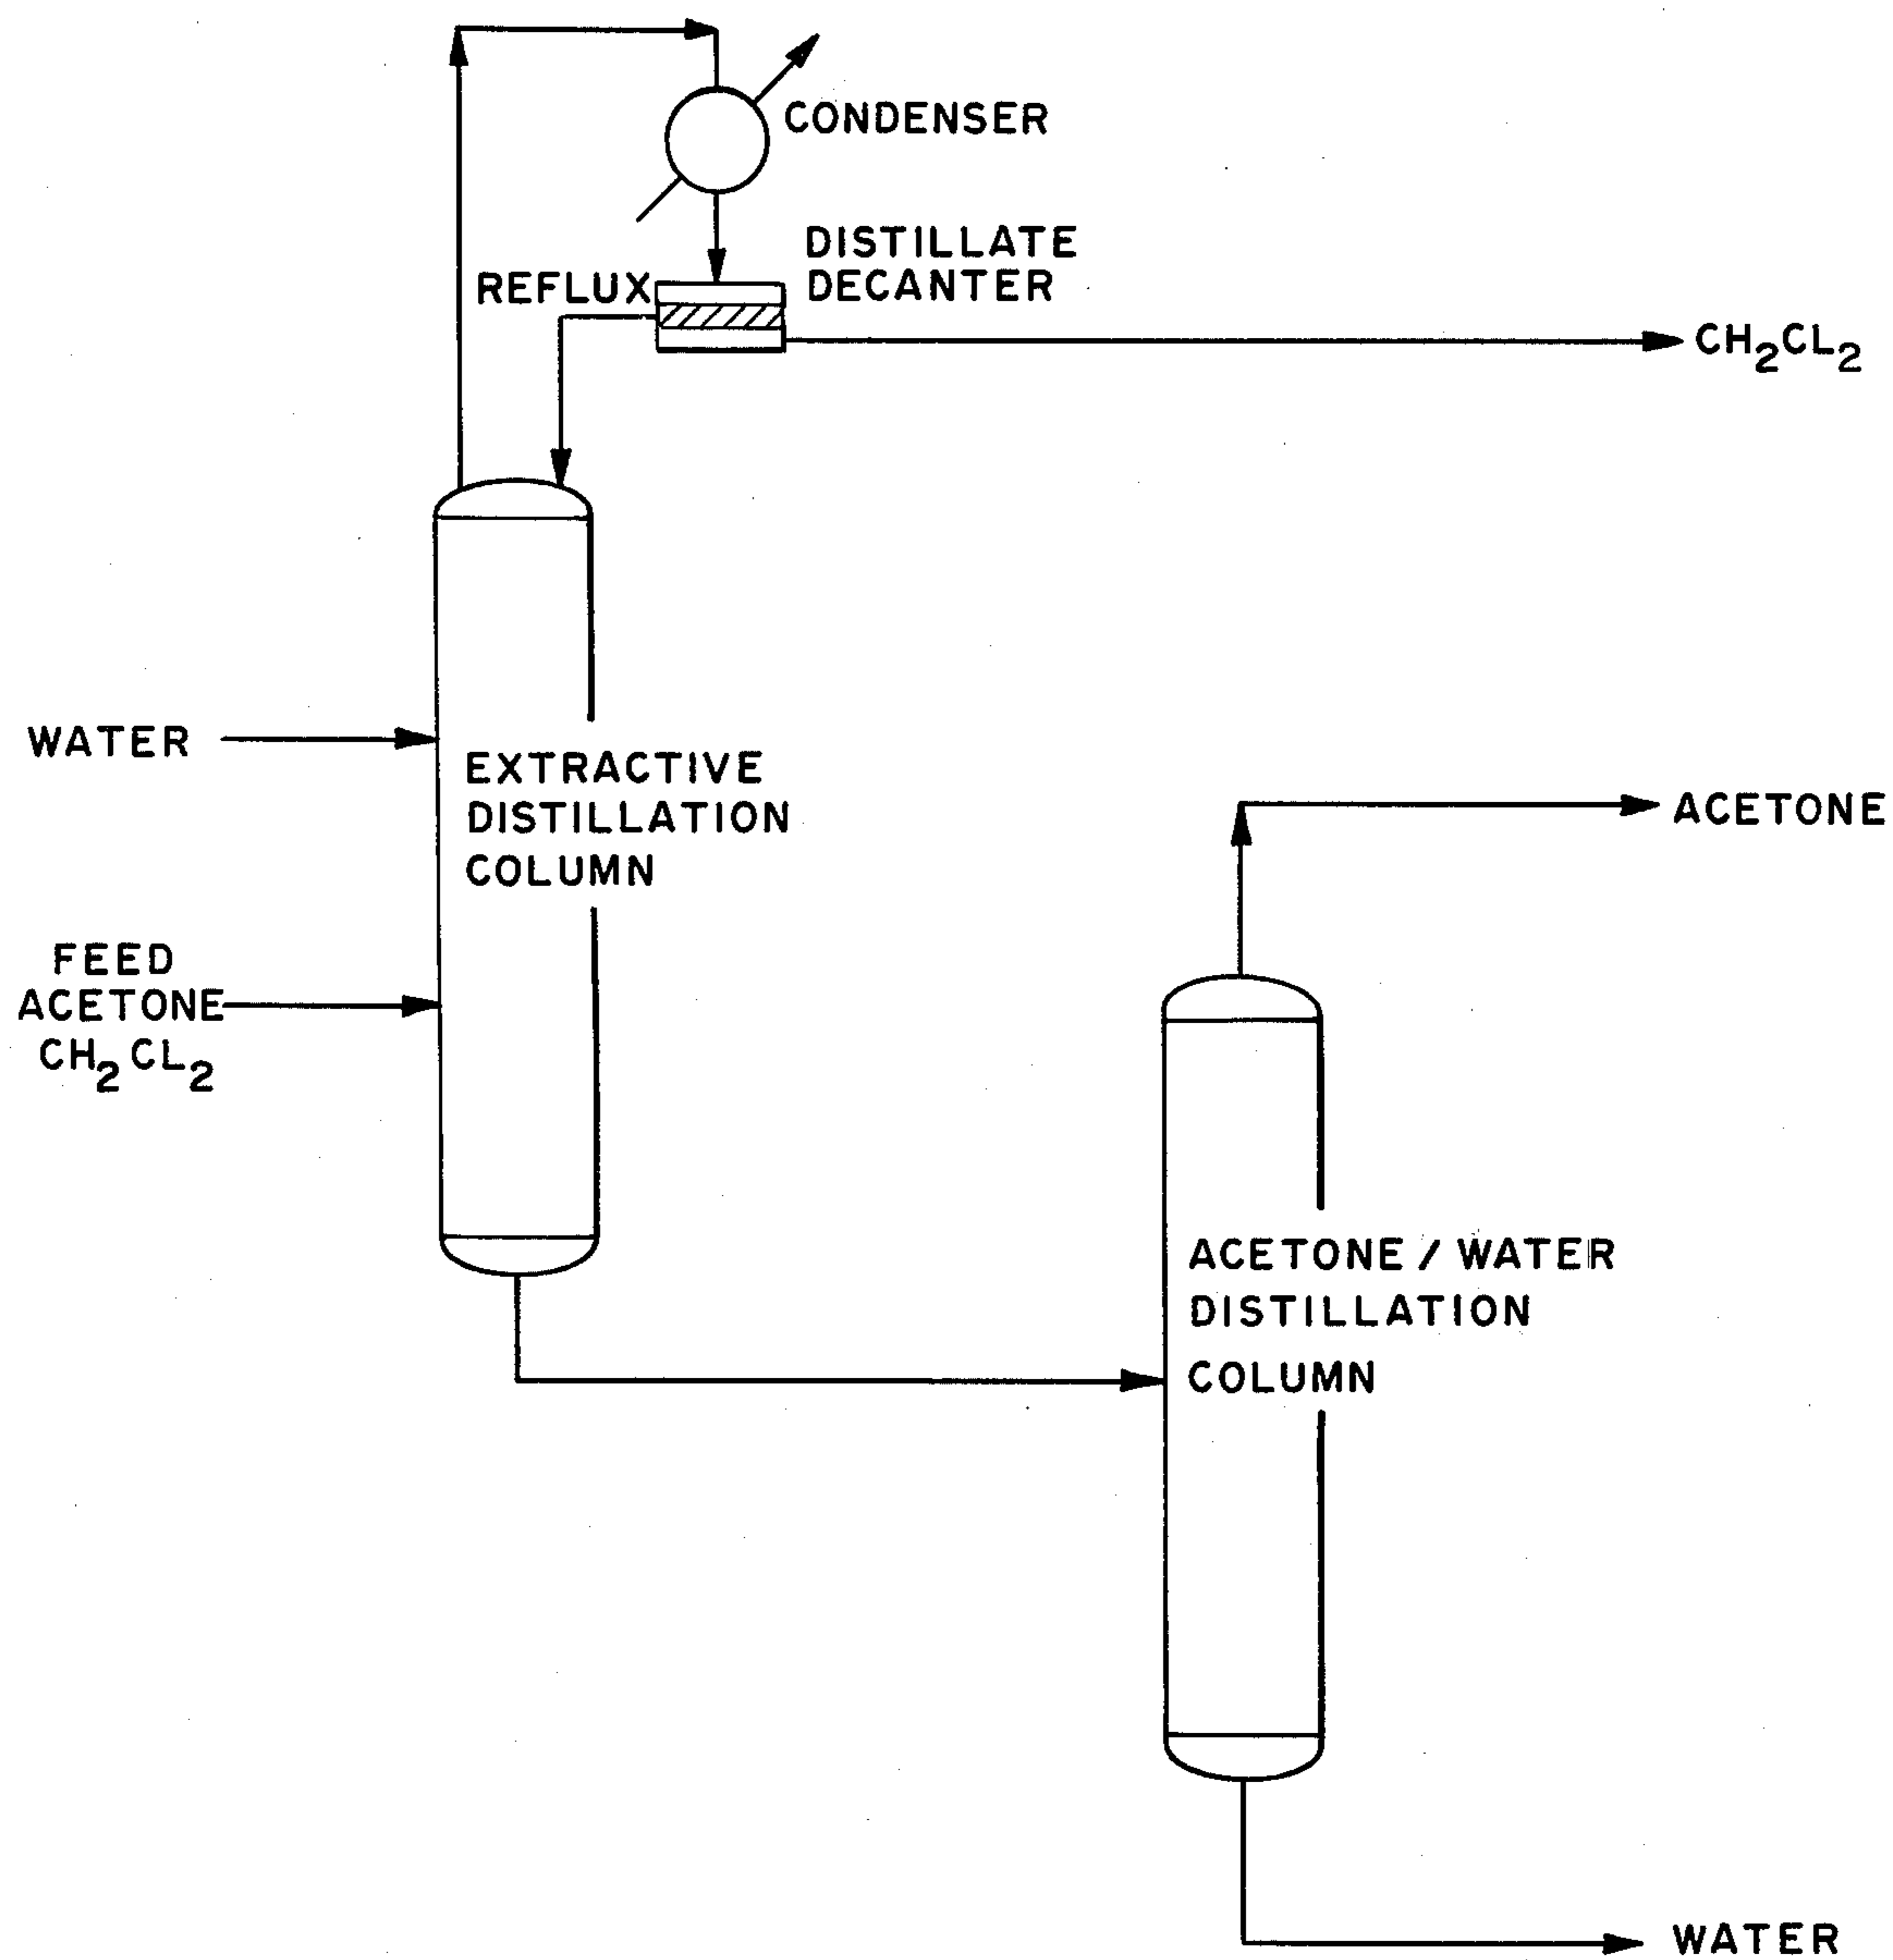 CONDENSER
DISTILLATE
DECANTER
REFLUX
CH₂CL₂
WATER
EXTRACTIVE
DISTILLATION
COLUMN
ACETONE
FEED
ACETONE
CH₂CL₂
ACETONE / WATER
DISTILLATION
COLUMN
WATER